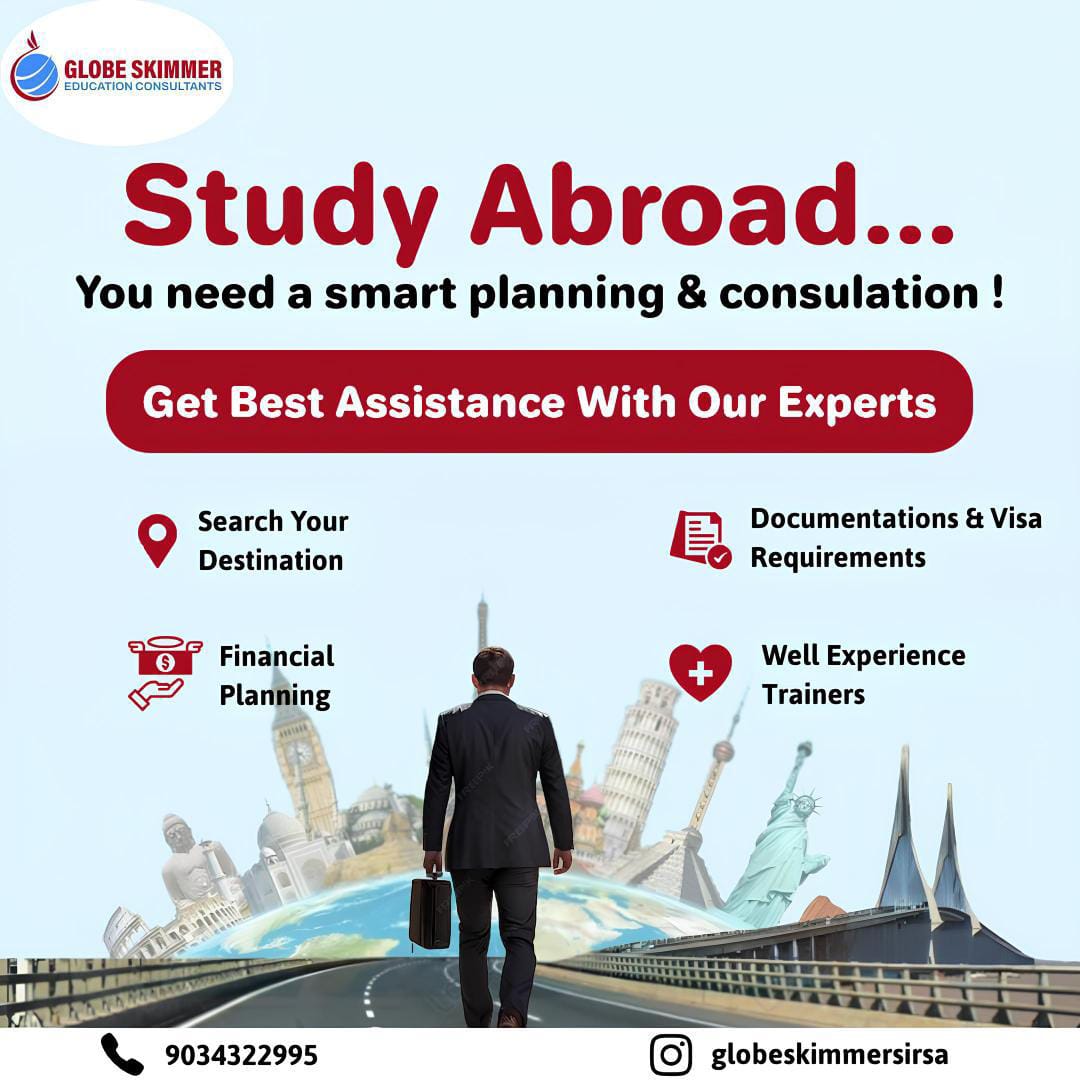 GLOBE SKIMMER
EDUCATION CONSULTANTS
Study Abroad...
You need a smart planning & consulation !
Get Best Assistance With Our Experts
Search Your
Destination
Documentations & Visa
Requirements
Financial
Planning
Well Experience
Trainers
9034322995
globeskimmersirsa